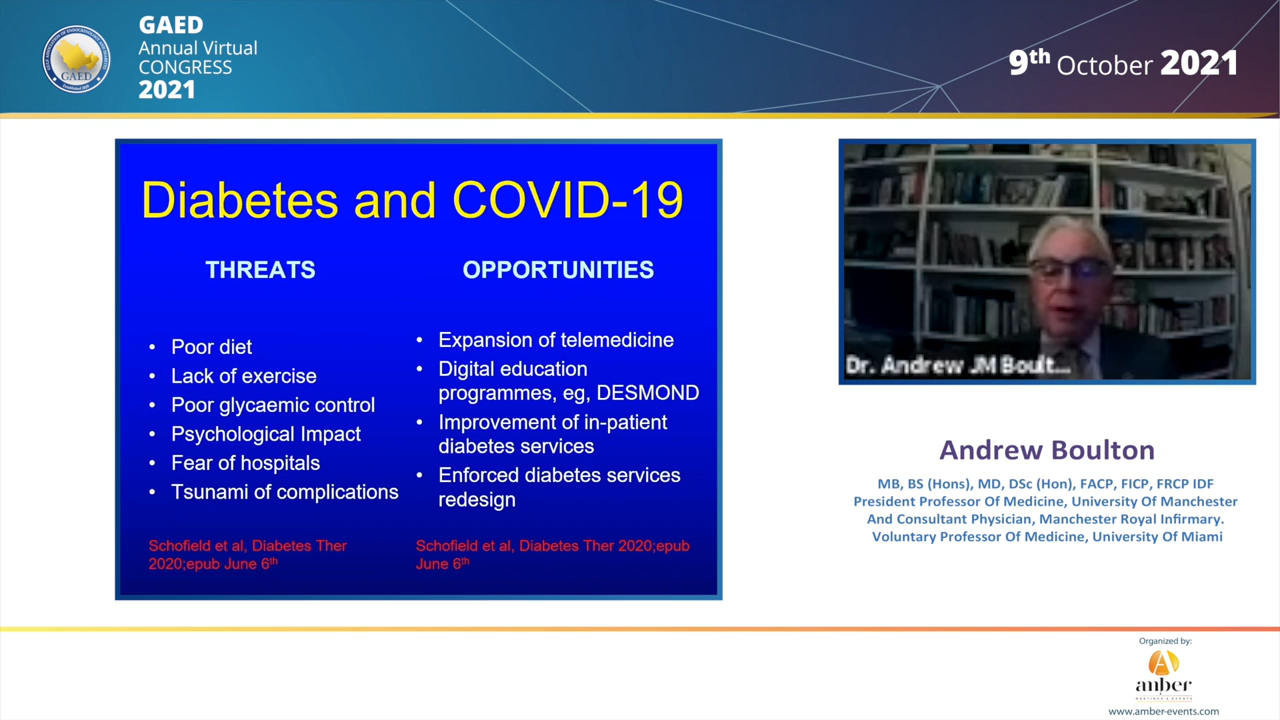 GAED
Annual Virtual
CONGRESS
2021
GAED
9th October 2021
Diabetes and COVID-19
THREATS
• Poor diet
• Lack of exercise
• Poor glycaemic control
• Psychological Impact
• Fear of hospitals
• Tsunami of complications
Schofield et al, Diabetes Ther
2020;epub June 6th
OPPORTUNITIES
• Expansion of telemedicine
• Digital education
programmes, eg, DESMOND
• Improvement of in-patient
diabetes services
• Enforced diabetes services
redesign
Schofield et al, Diabetes Ther 2020;epub
June 6th
Dr. Andrew JM Boult...
Andrew Boulton
MB, BS (Hons), MD, DSc (Hon), FACP, FICP, FRCP IDF
President Professor Of Medicine, University Of Manchester
And Consultant Physician, Manchester Royal Infirmary.
Voluntary Professor Of Medicine, University Of Miami
Organized by:
anber
MEETINGS & EVENTS
www.amber-events.com